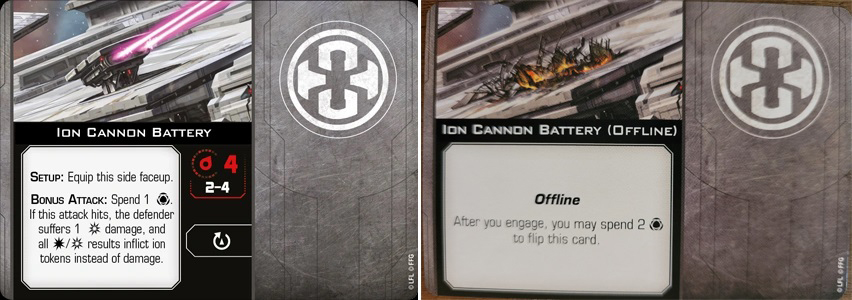 ION CANNON BATTERY
SETUP: Equip this side faceup.
BONUS ATTACK: Spend 1 .
If this attack hits, the defender
suffers 1 damage, and
all / results inflict ion
tokens instead of damage.
4
2–4
© LFL © FFG
ION CANNON BATTERY (OFFLINE)
Offline
After you engage, you may spend 2
to flip this card.
© LFL © FFG